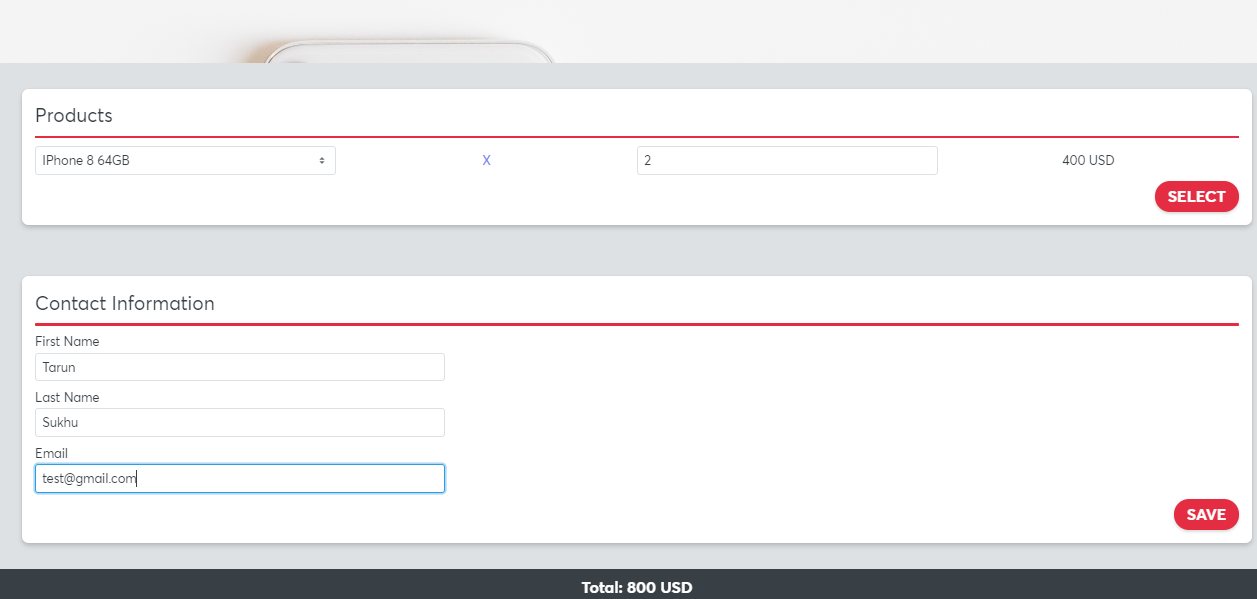 Products
IPhone 8 64GB X 2 400 USD
SELECT
Contact Information
First Name
Tarun
Last Name
Sukhu
Email
test@gmail.com
SAVE
Total: 800 USD